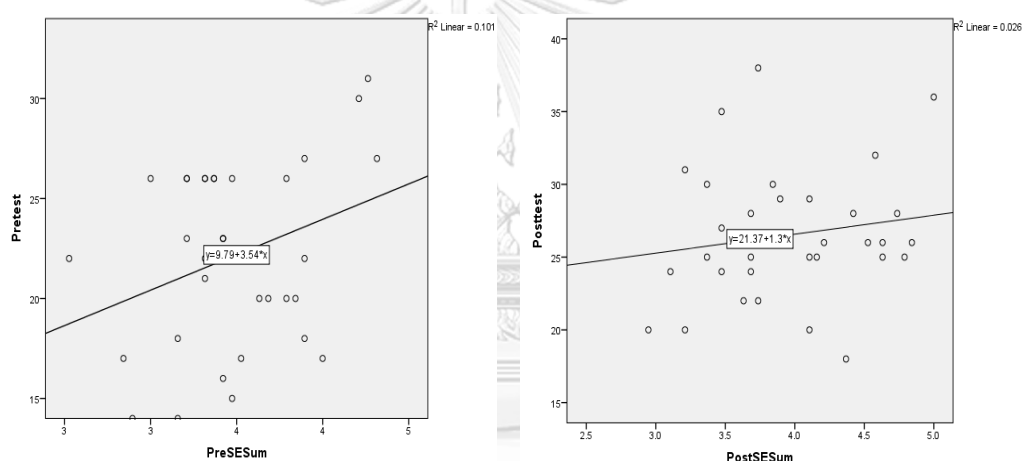 R² Linear = 0.101
Pretest
30
25
20
15
y=9.79+3.54*x
3
3
4
4
5
PreSESum
R² Linear = 0.026
Posttest
40
35
30
25
20
15
y=21.37+1.3*x
2.5
3.0
3.5
4.0
4.5
5.0
PostSESum